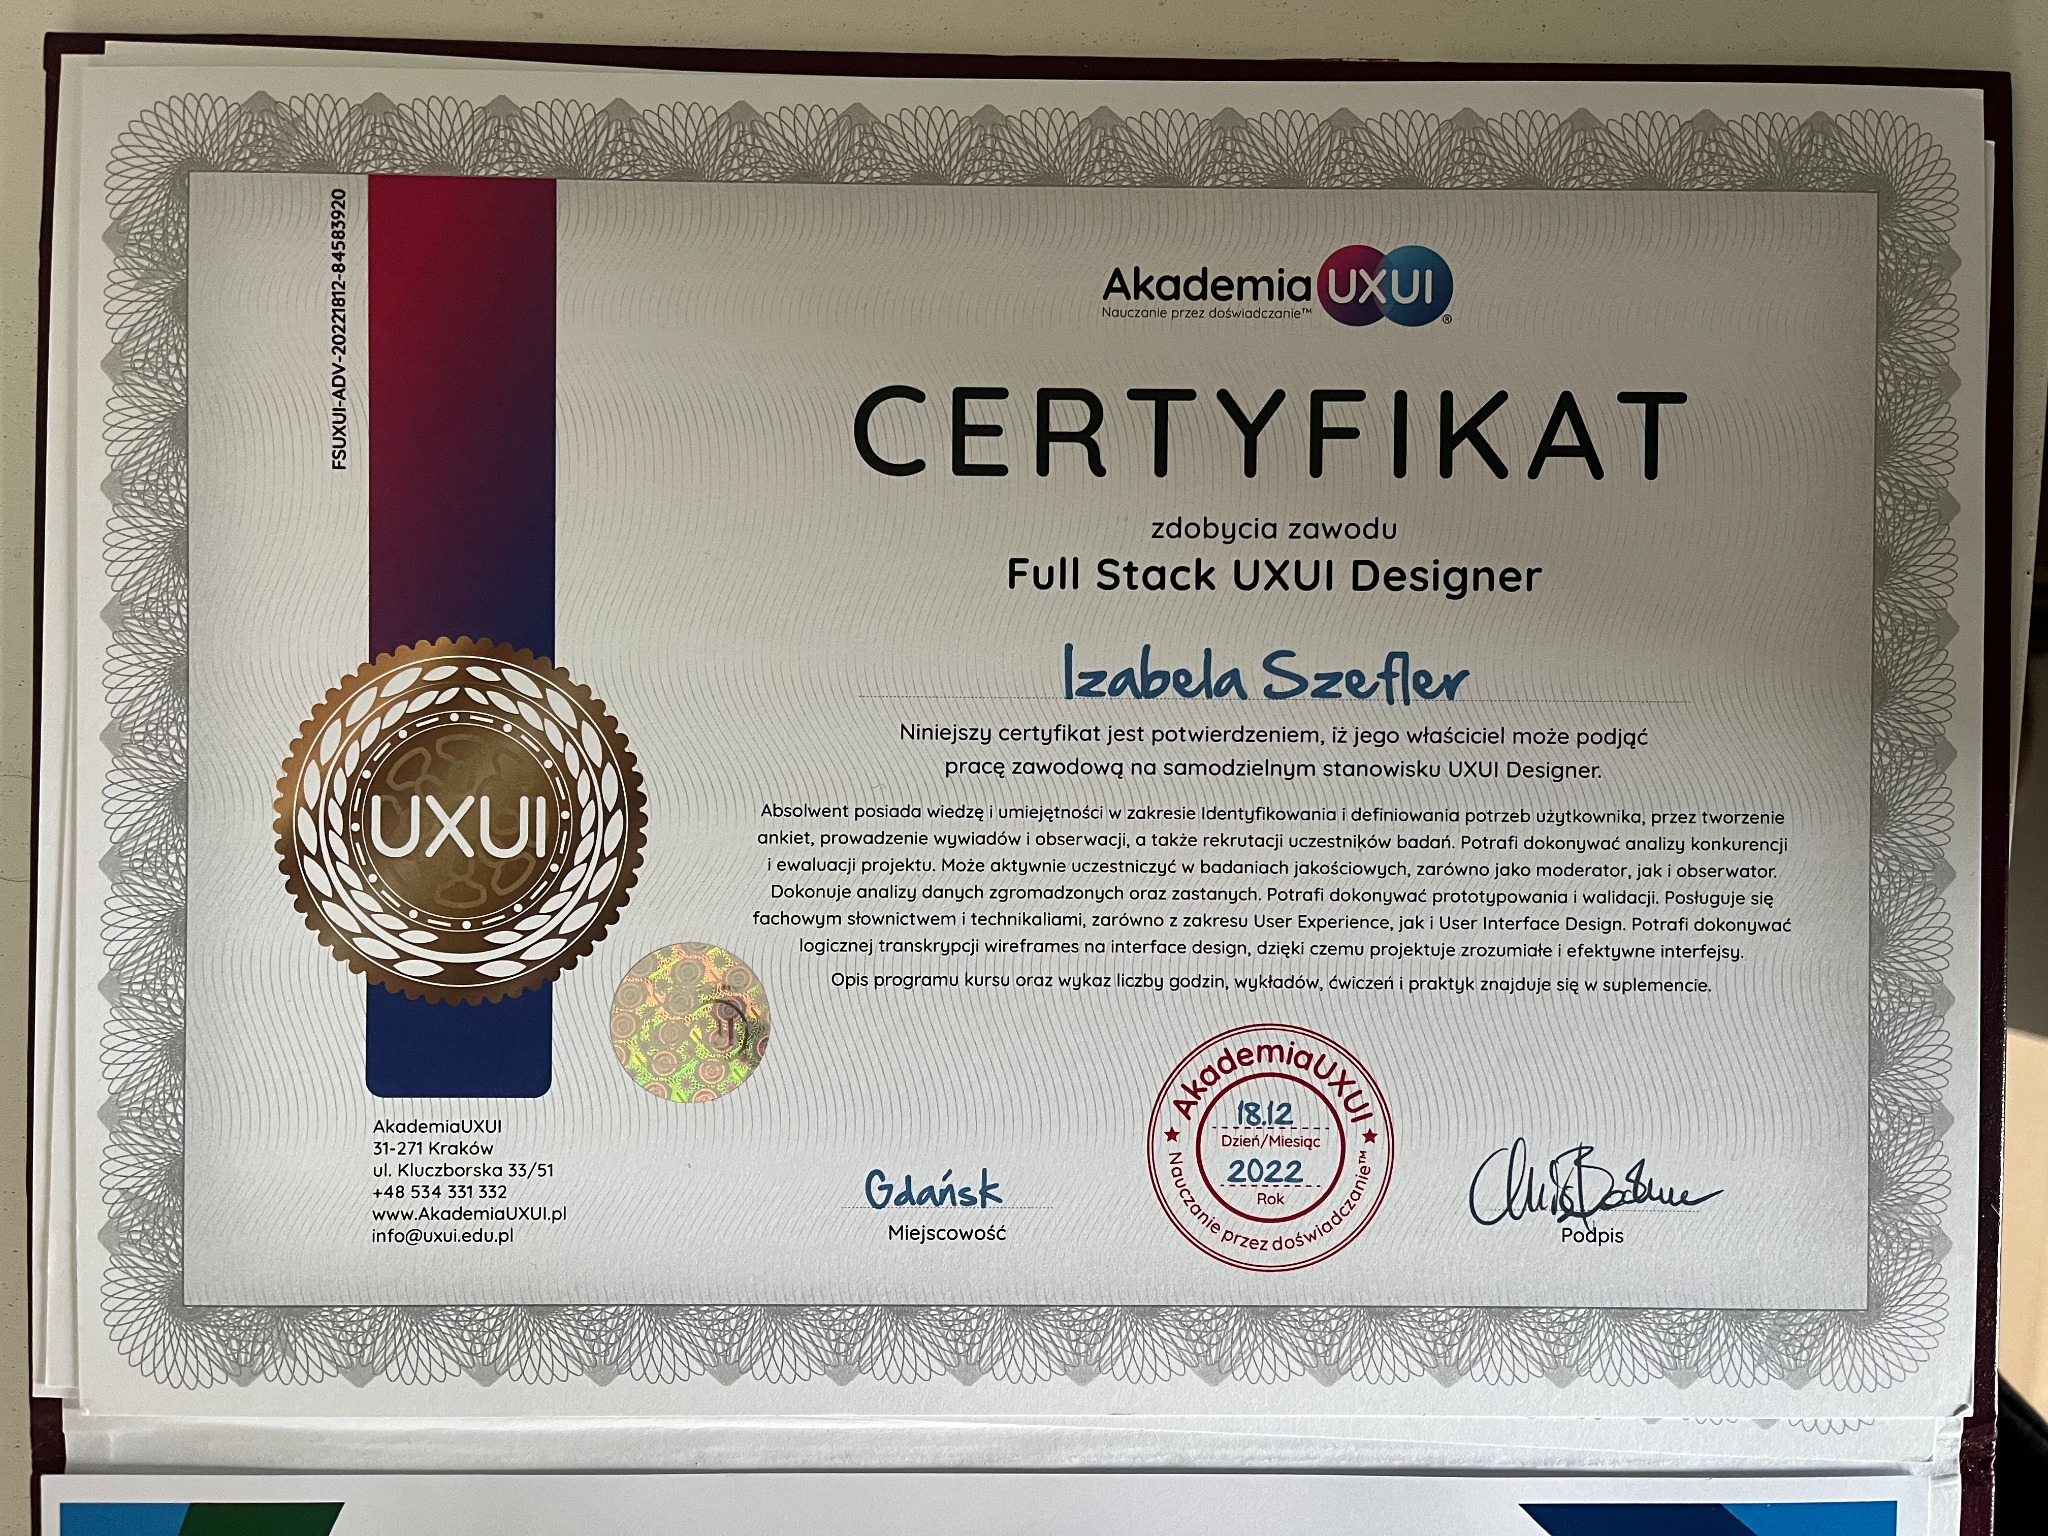 FSUXUI-ADV-20221812-84583920
Akademia UXUI ®
Nauczanie przez doświadczanie™
CERTYFIKAT
zdobycia zawodu
Full Stack UXUI Designer
Izabela Szefler
Niniejszy certyfikat jest potwierdzeniem, iż jego właściciel może podjąć
pracę zawodową na samodzielnym stanowisku UXUI Designer.
Absolwent posiada wiedzę i umiejętności w zakresie Identyfikowania i definiowania potrzeb użytkownika, przez tworzenie
ankiet, prowadzenie wywiadów i obserwacji, a także rekrutacji uczestników badań. Potrafi dokonywać analizy konkurencji
i ewaluacji projektu. Może aktywnie uczestniczyć w badaniach jakościowych, zarówno jako moderator, jak i obserwator.
Dokonuje analizy danych zgromadzonych oraz zastanych. Potrafi dokonywać prototypowania i walidacji. Posługuje się
fachowym słownictwem i technikaliami, zarówno z zakresu User Experience, jak i User Interface Design. Potrafi dokonywać
logicznej transkrypcji wireframes na interface design, dzięki czemu projektuje zrozumiałe i efektywne interfejsy.
Opis programu kursu oraz wykaz liczby godzin, wykładów, ćwiczeń i praktyk znajduje się w suplemencie.
UXUI
AkademiaUXUI
31-271 Kraków
ul. Kluczborska 33/51
+48 534 331 332
www.AkademiaUXUI.pl
info@uxui.edu.pl
Gdańsk
Miejscowość
AkademiaUXUI
18.12
Dzień/Miesiąc
2022
Rok
Nauczanie przez doświadczanie™
Podpis